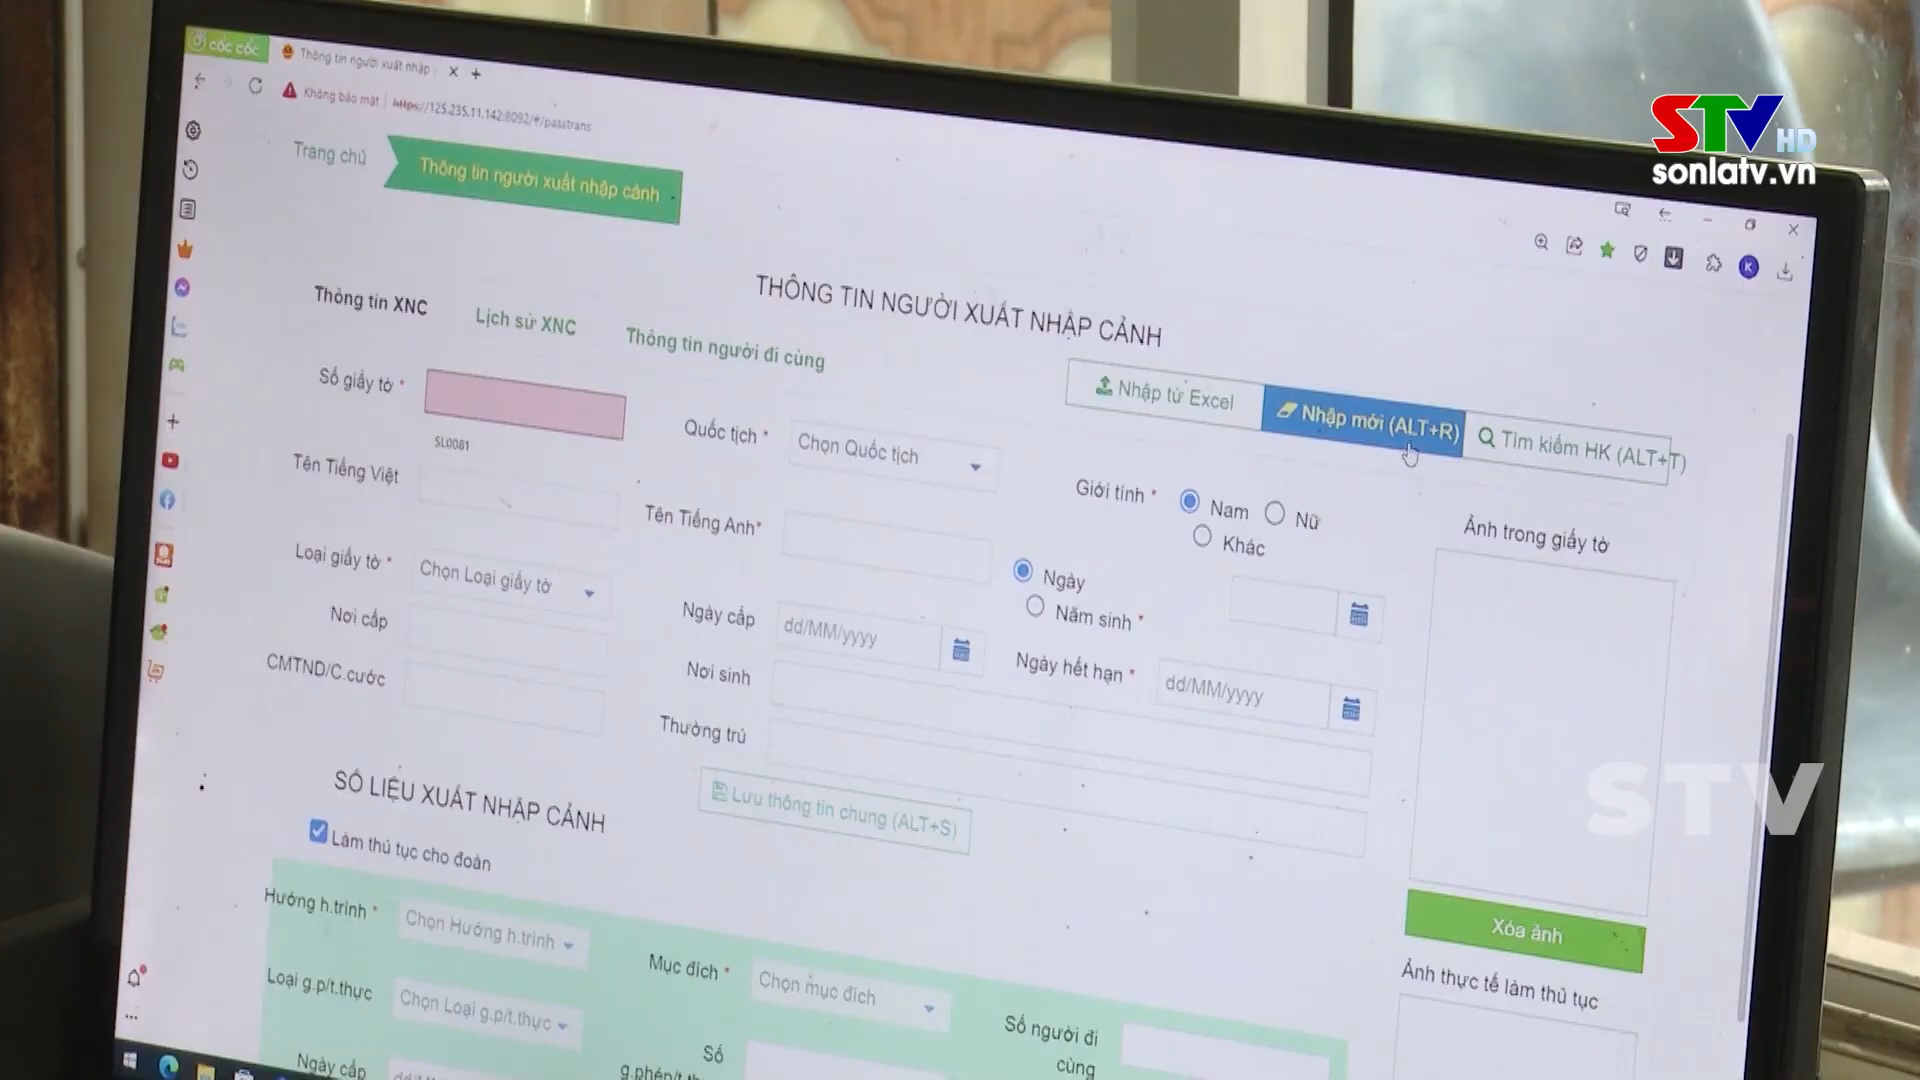 cốc cốc
Thông tin người xuất nhập
Không bảo mật
https://125.235.11.142:8092/#/passtrans
STV HD
sonlatv.vn
Trang chủ
Thông tin người xuất nhập cảnh
K
THÔNG TIN NGƯỜI XUẤT NHẬP CẢNH
Thông tin XNC
Lịch sử XNC
Thông tin người đi cùng
Nhập từ Excel
Nhập mới (ALT+R)
Tìm kiếm HK (ALT+T)
Số giấy tờ *
SL0081
Quốc tịch *
Chọn Quốc tịch
Giới tính *
Nam
Nữ
Khác
Ảnh trong giấy tờ
Tên Tiếng Việt
Tên Tiếng Anh*
Ngày
Năm sinh *
Loại giấy tờ *
Chọn Loại giấy tờ
Ngày cấp
dd/MM/yyyy
Ngày hết hạn *
dd/MM/yyyy
Nơi cấp
Nơi sinh
CMTND/C.cước
Thường trú
Lưu thông tin chung (ALT+S)
STV
SỐ LIỆU XUẤT NHẬP CẢNH
Làm thủ tục cho đoàn
Xóa ảnh
Ảnh thực tế làm thủ tục
Hướng h.trình *
Chọn Hướng h.trình
Mục đích *
Chọn mục đích
Số người đi
cùng
Loại g.p/t.thực
Chọn Loại g.p/t.thực
Số
Ngày cấp